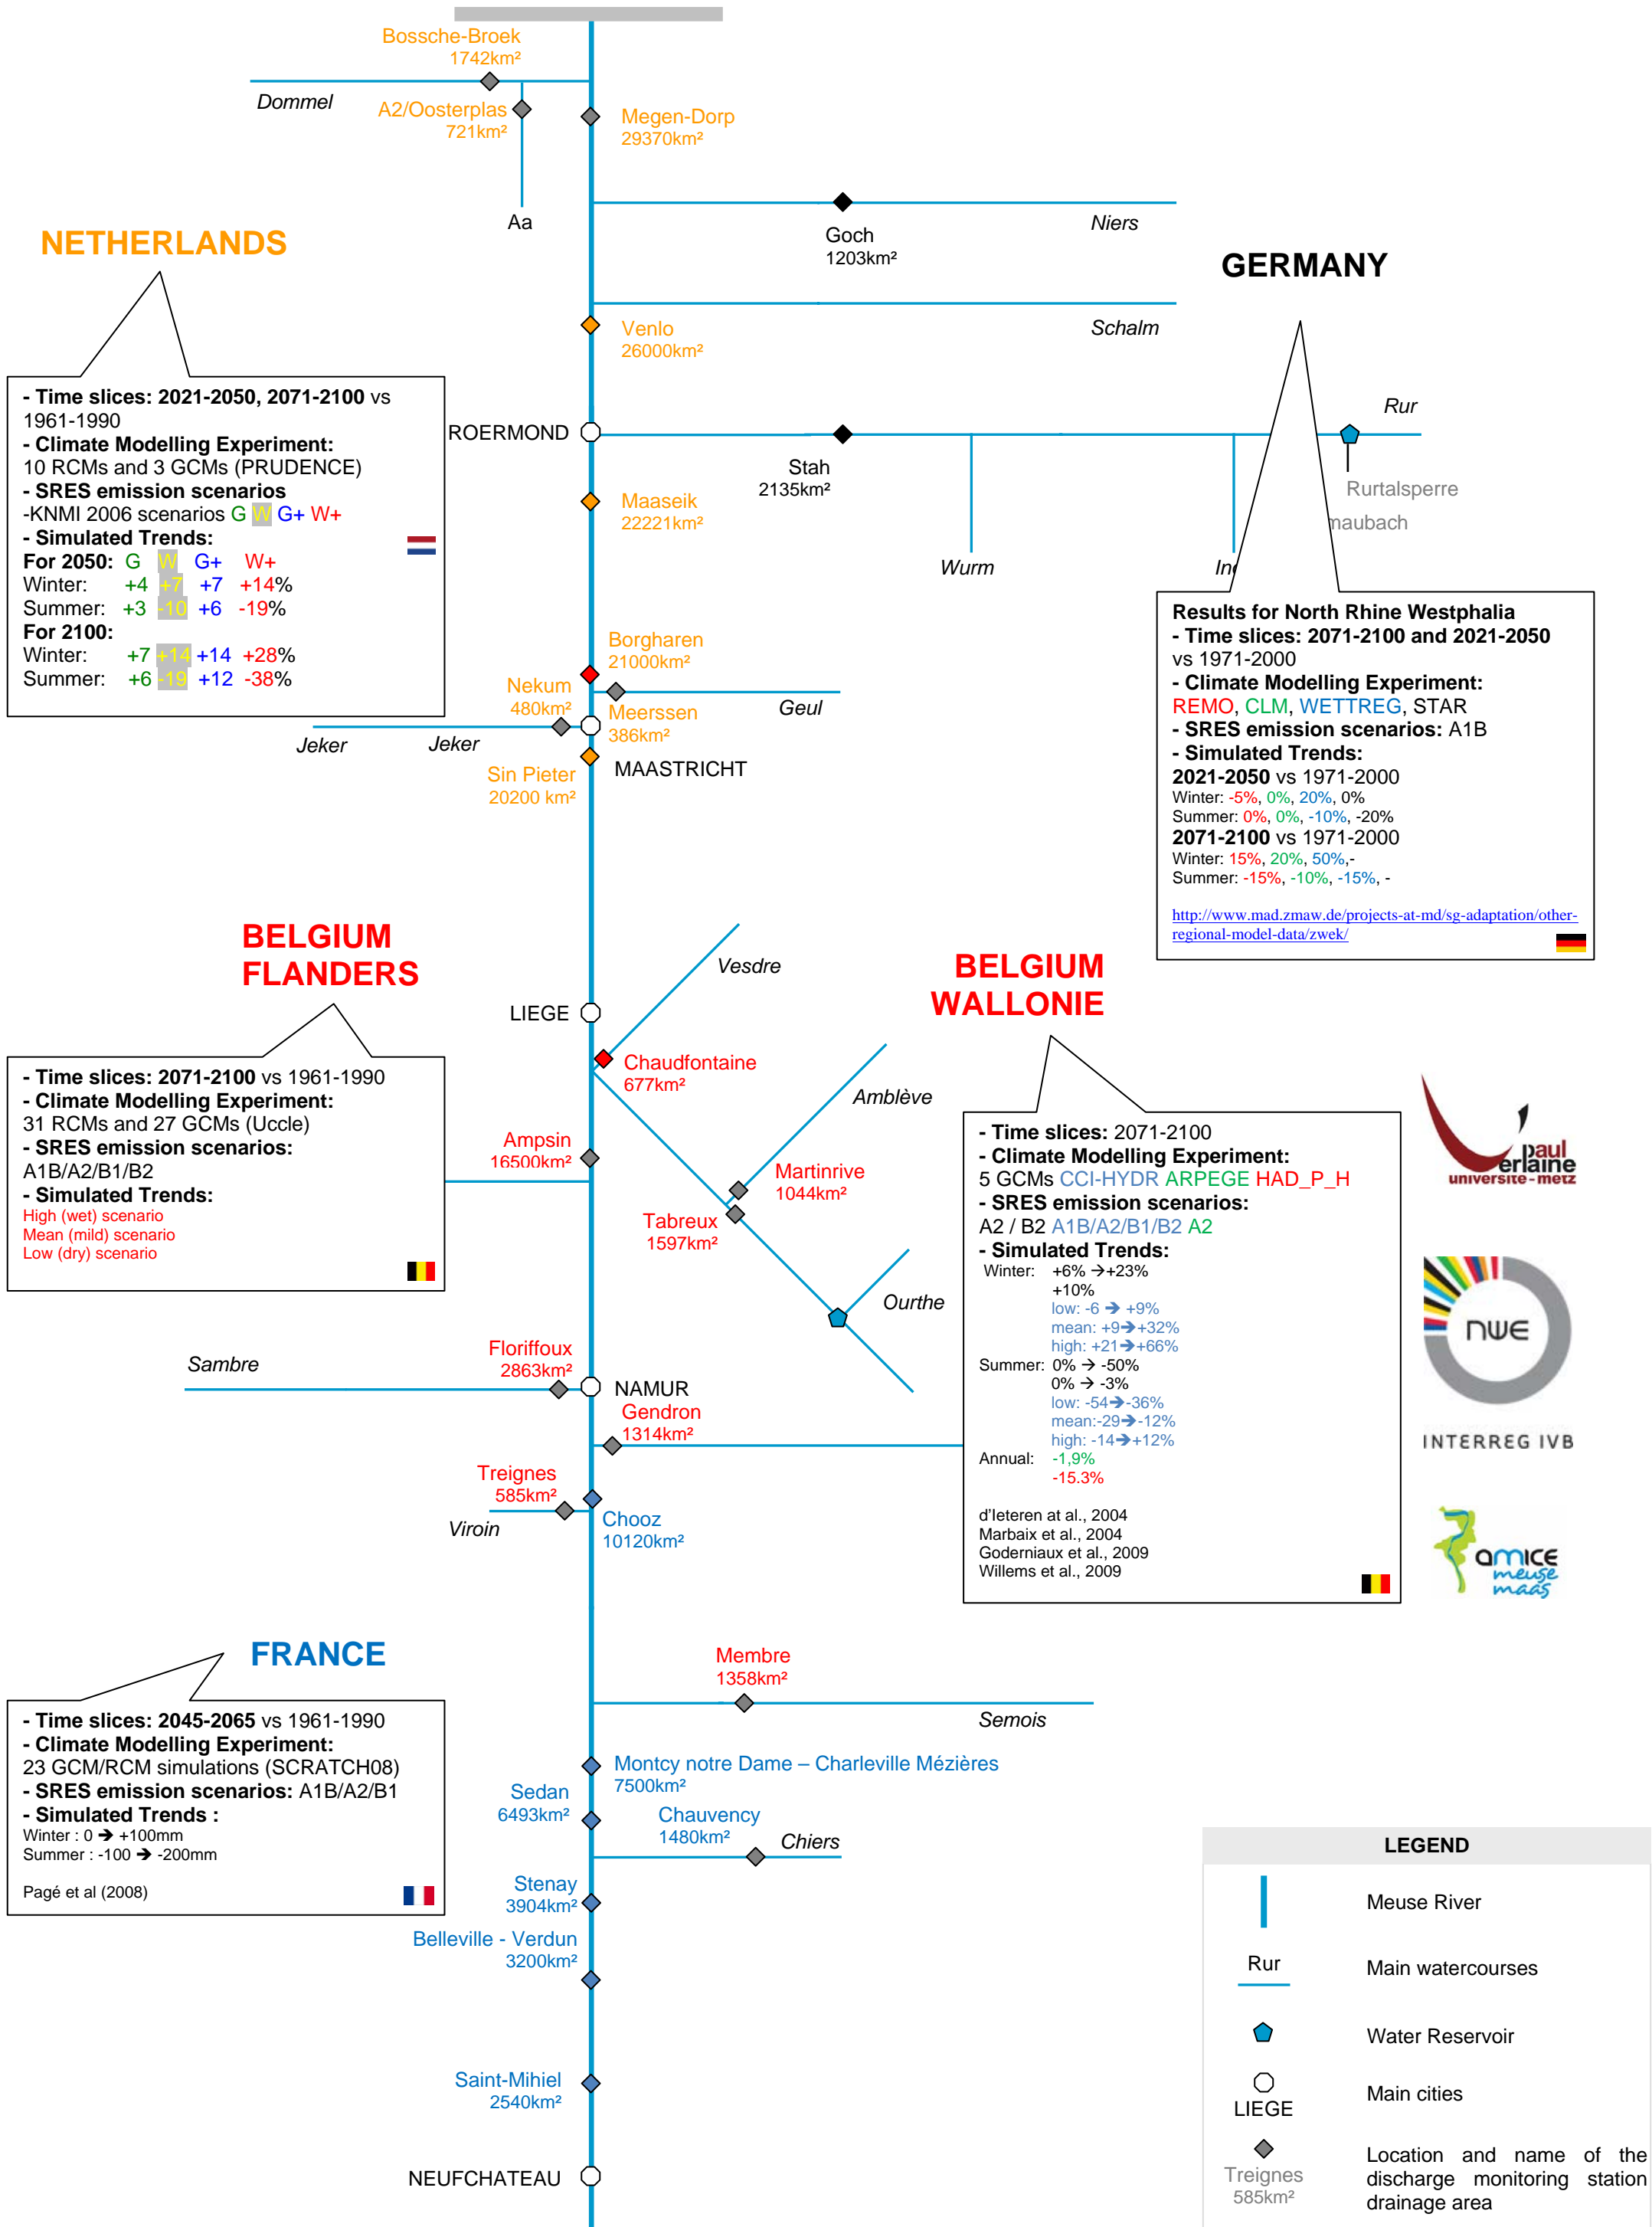 Bossche-Broek
1742km²
Dommel
A2/Oosterplas
721km²
Megen-Dorp
29370km²
Aa
Niers
Goch
1203km²
NETHERLANDS
GERMANY
Schalm
Venlo
26000km²
- Time slices: 2021-2050, 2071-2100 vs
1961-1990
- Climate Modelling Experiment:
10 RCMs and 3 GCMs (PRUDENCE)
- SRES emission scenarios
-KNMI 2006 scenarios G W G+ W+
- Simulated Trends:
For 2050: G W G+ W+
Winter: +4 +7 +7 +14%
Summer: +3 -10 +6 -19%
For 2100:
Winter: +7 +14 +14 +28%
Summer: +6 -19 +12 -38%
ROERMOND
Rur
Stah
2135km²
Rurtalsperre
maubach
Maaseik
22221km²
Wurm
Results for North Rhine Westphalia
- Time slices: 2071-2100 and 2021-2050
vs 1971-2000
- Climate Modelling Experiment:
REMO, CLM, WETTREG, STAR
- SRES emission scenarios: A1B
- Simulated Trends:
2021-2050 vs 1971-2000
Winter: -5%, 0%, 20%, 0%
Summer: 0%, 0%, -10%, -20%
2071-2100 vs 1971-2000
Winter: 15%, 20%, 50%,-
Summer: -15%, -10%, -15%, -
http://www.mad.zmaw.de/projects-at-md/sg-adaptation/other-
regional-model-data/zwek/
Borgharen
21000km²
Nekum
480km²
Geul
Meerssen
386km²
Jeker
Jeker
MAASTRICHT
Sin Pieter
20200 km²
BELGIUM
FLANDERS
Vesdre
BELGIUM
WALLONIE
LIEGE
- Time slices: 2071-2100 vs 1961-1990
- Climate Modelling Experiment:
31 RCMs and 27 GCMs (Uccle)
- SRES emission scenarios:
A1B/A2/B1/B2
- Simulated Trends:
High (wet) scenario
Mean (mild) scenario
Low (dry) scenario
Chaudfontaine
677km²
Amblève
Ampsin
16500km²
Martinrive
1044km²
Tabreux
1597km²
Ourthe
- Time slices: 2071-2100
- Climate Modelling Experiment:
5 GCMs CCI-HYDR ARPEGE HAD_P_H
- SRES emission scenarios:
A2 / B2 A1B/A2/B1/B2 A2
- Simulated Trends:
Winter: +6% →+23%
+10%
low: -6 ➔ +9%
mean: +9➔+32%
high: +21➔+66%
Summer: 0% → -50%
0% → -3%
low: -54➔-36%
mean:-29➔-12%
high: -14➔+12%
Annual: -1,9%
-15.3%
d'Ieteren at al., 2004
Marbaix et al., 2004
Goderniaux et al., 2009
Willems et al., 2009
paul
verlaine
universite-metz
NWE
INTERREG IVB
amice
meuse
maas
Sambre
Floriffoux
2863km²
NAMUR
Gendron
1314km²
Treignes
585km²
Viroin
Chooz
10120km²
FRANCE
- Time slices: 2045-2065 vs 1961-1990
- Climate Modelling Experiment:
23 GCM/RCM simulations (SCRATCH08)
- SRES emission scenarios: A1B/A2/B1
- Simulated Trends :
Winter : 0 ➔ +100mm
Summer : -100 ➔ -200mm
Pagé et al (2008)
Membre
1358km²
Semois
Montcy notre Dame – Charleville Mézières
7500km²
Sedan
6493km²
Chauvency
1480km²
Chiers
Stenay
3904km²
Belleville - Verdun
3200km²
Saint-Mihiel
2540km²
NEUFCHATEAU
LEGEND
Meuse River
Rur
Main watercourses
Water Reservoir
LIEGE
Main cities
Treignes
585km²
Location and name of the
discharge monitoring station
drainage area